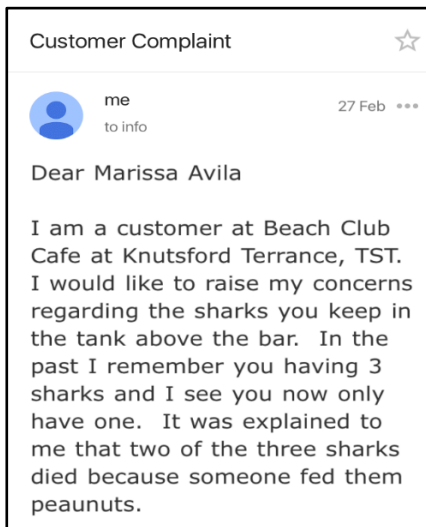 Customer Complaint
me
27 Feb
to info
Dear Marissa Avila
I am a customer at Beach Club
Cafe at Knutsford Terrance, TST.
I would like to raise my concerns
regarding the sharks you keep in
the tank above the bar.  In the
past I remember you having 3
sharks and I see you now only
have one.  It was explained to
me that two of the three sharks
died because someone fed them
peaunuts.